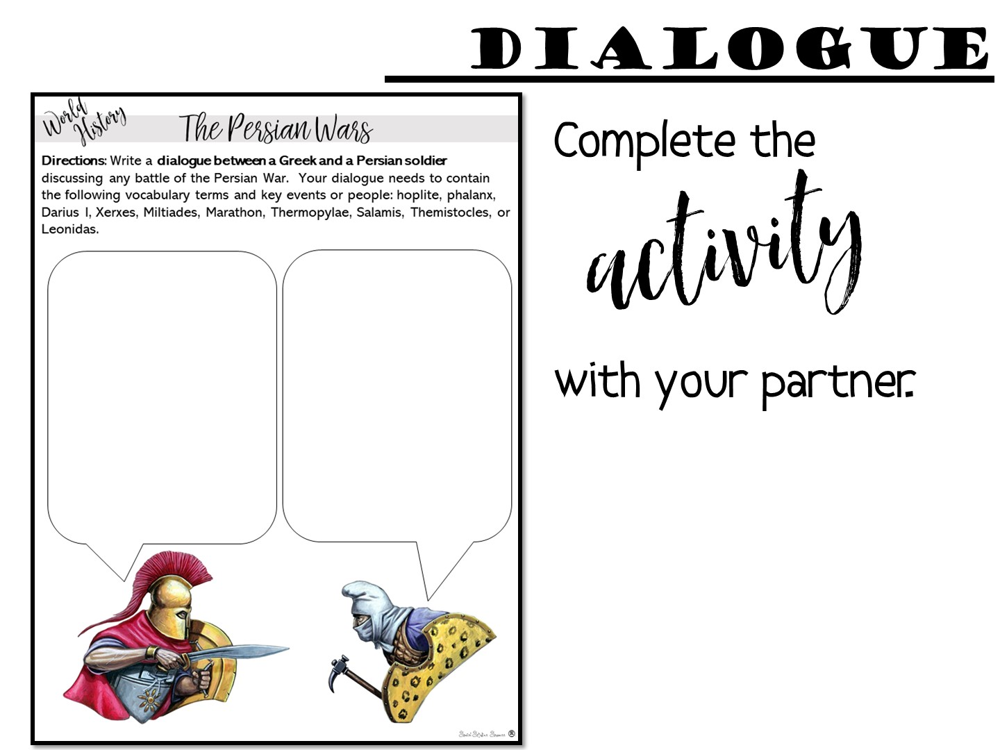 DIALOGUE
World
History
The Persian Wars
Directions: Write a dialogue between a Greek and a Persian soldier
discussing any battle of the Persian War. Your dialogue needs to contain
the following vocabulary terms and key events or people: hoplite, phalanx,
Darius I, Xerxes, Miltiades, Marathon, Thermopylae, Salamis, Themistocles, or
Leonidas.
Complete the
activity
with your partner.
®